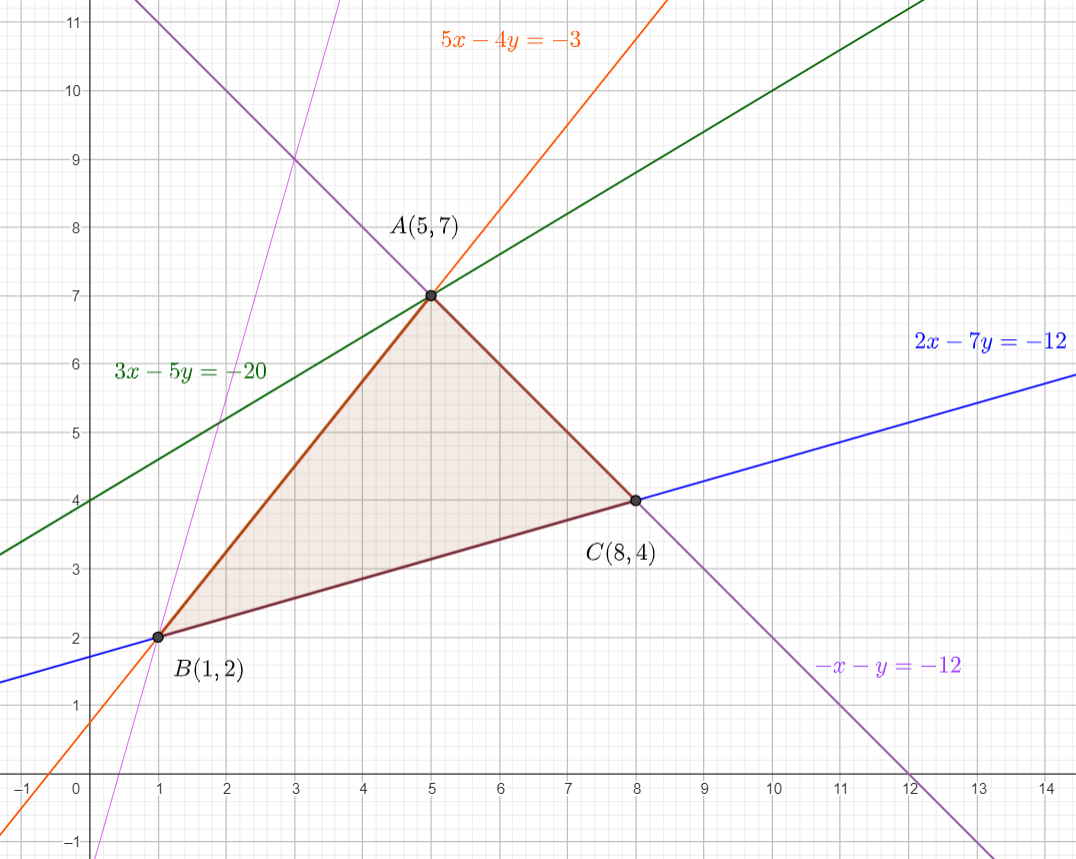 11
5x − 4y = −3
10
9
8
A(5, 7)
7
2x − 7y = −12
6
3x − 5y = −20
5
4
C(8, 4)
3
2
B(1, 2)
−x − y = −12
1
−1 0 1 2 3 4 5 6 7 8 9 10 11 12 13 14
−1